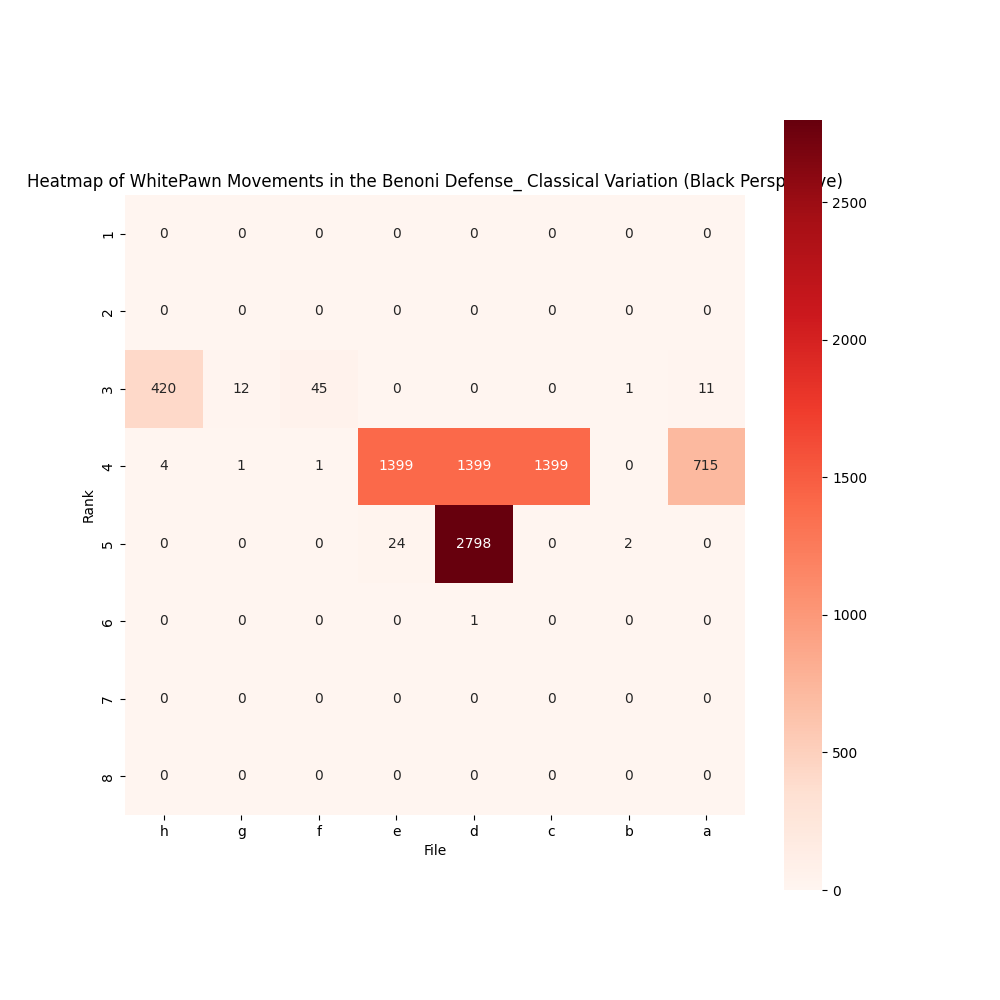 Heatmap of WhitePawn Movements in the Benoni Defense_ Classical Variation (Black Persp ve)
2500
2000
1500
1000
500
0
Rank
1 0 0 0 0 0 0 0 0
2 0 0 0 0 0 0 0 0
3 420 12 45 0 0 0 1 11
4 4 1 1 1399 1399 1399 0 715
5 0 0 0 24 2798 0 2 0
6 0 0 0 0 1 0 0 0
7 0 0 0 0 0 0 0 0
8 0 0 0 0 0 0 0 0
h g f e d c b a
File